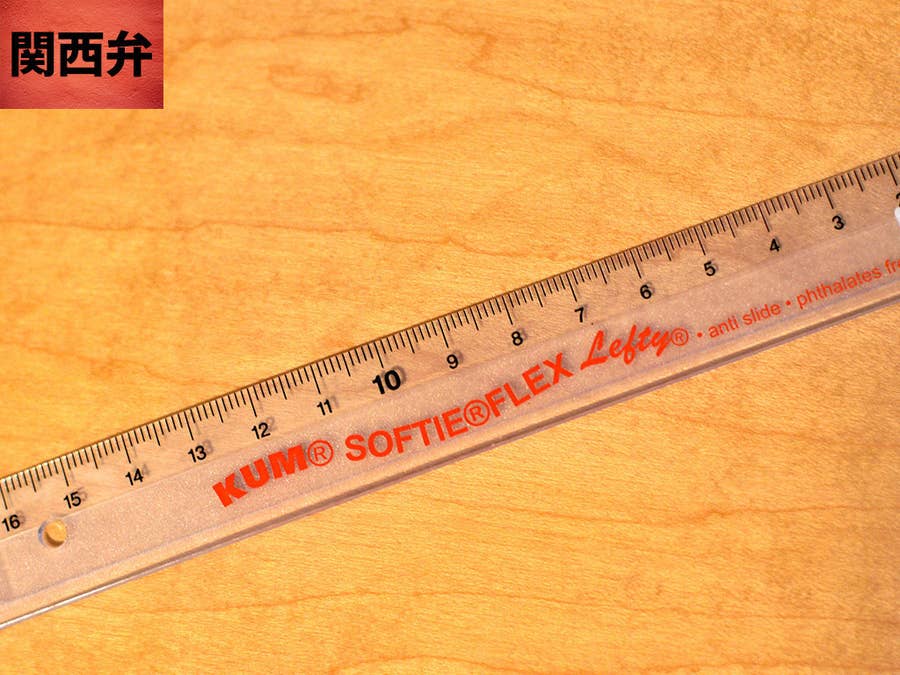 関西弁
16 15 14 13 12 11 10 9 8 7 6 5 4 3
KUM® SOFTIE®FLEX Lefty® • anti slide • phthalates